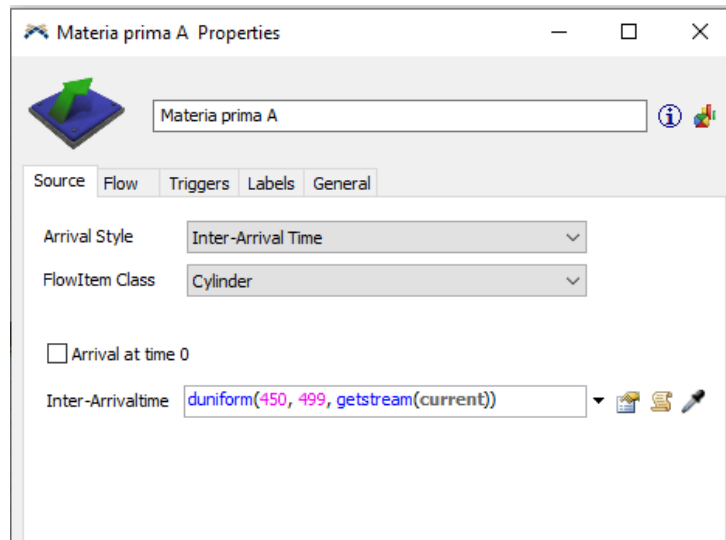 Materia prima A Properties
Materia prima A
Source Flow Triggers Labels General
Arrival Style Inter-Arrival Time
FlowItem Class Cylinder
Arrival at time 0
Inter-Arrivaltime duniform(450, 499, getstream(current))